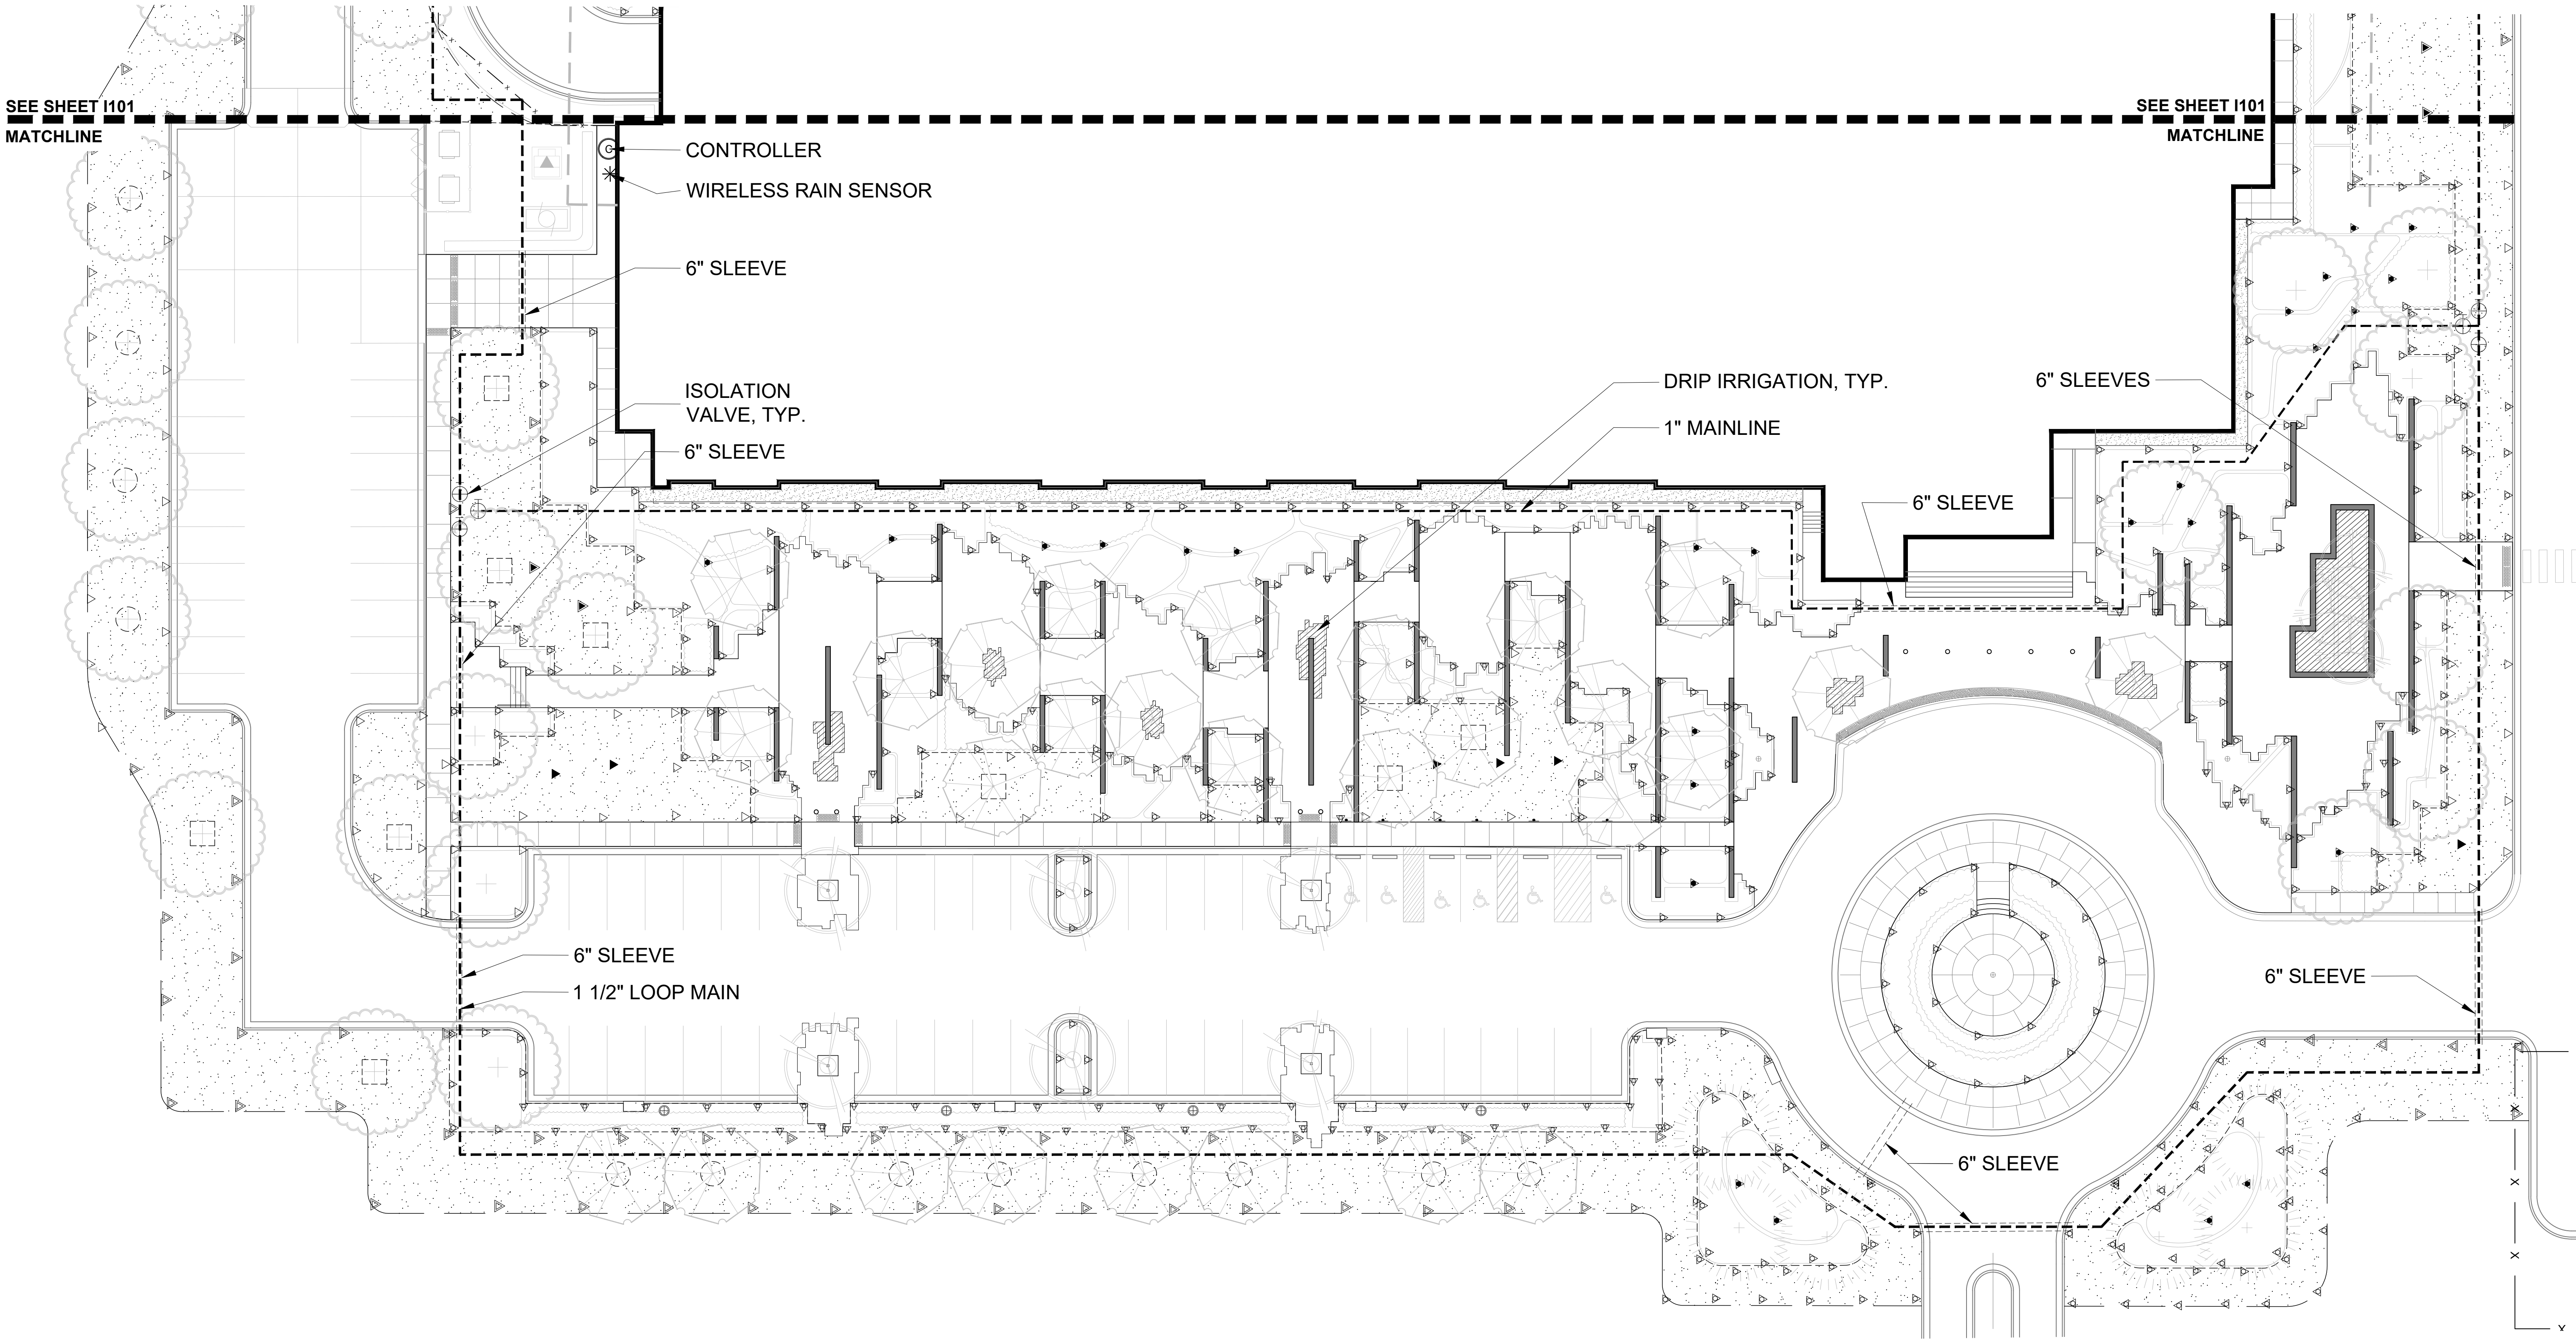 SEE SHEET I101
MATCHLINE
SEE SHEET I101
MATCHLINE
C
CONTROLLER
WIRELESS RAIN SENSOR
6" SLEEVE
ISOLATION
VALVE, TYP.
6" SLEEVE
DRIP IRRIGATION, TYP.
1" MAINLINE
6" SLEEVES
6" SLEEVE
6" SLEEVE
1 1/2" LOOP MAIN
6" SLEEVE
6" SLEEVE
X
X
X
X